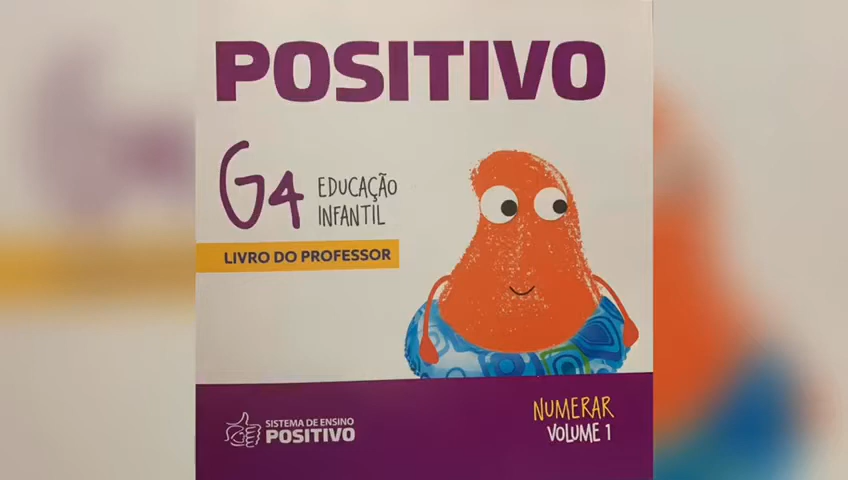 POSITIVO
G4
EDUCAÇÃO
INFANTIL
LIVRO DO PROFESSOR
SISTEMA DE ENSINO
POSITIVO
NUMERAR
VOLUME 1